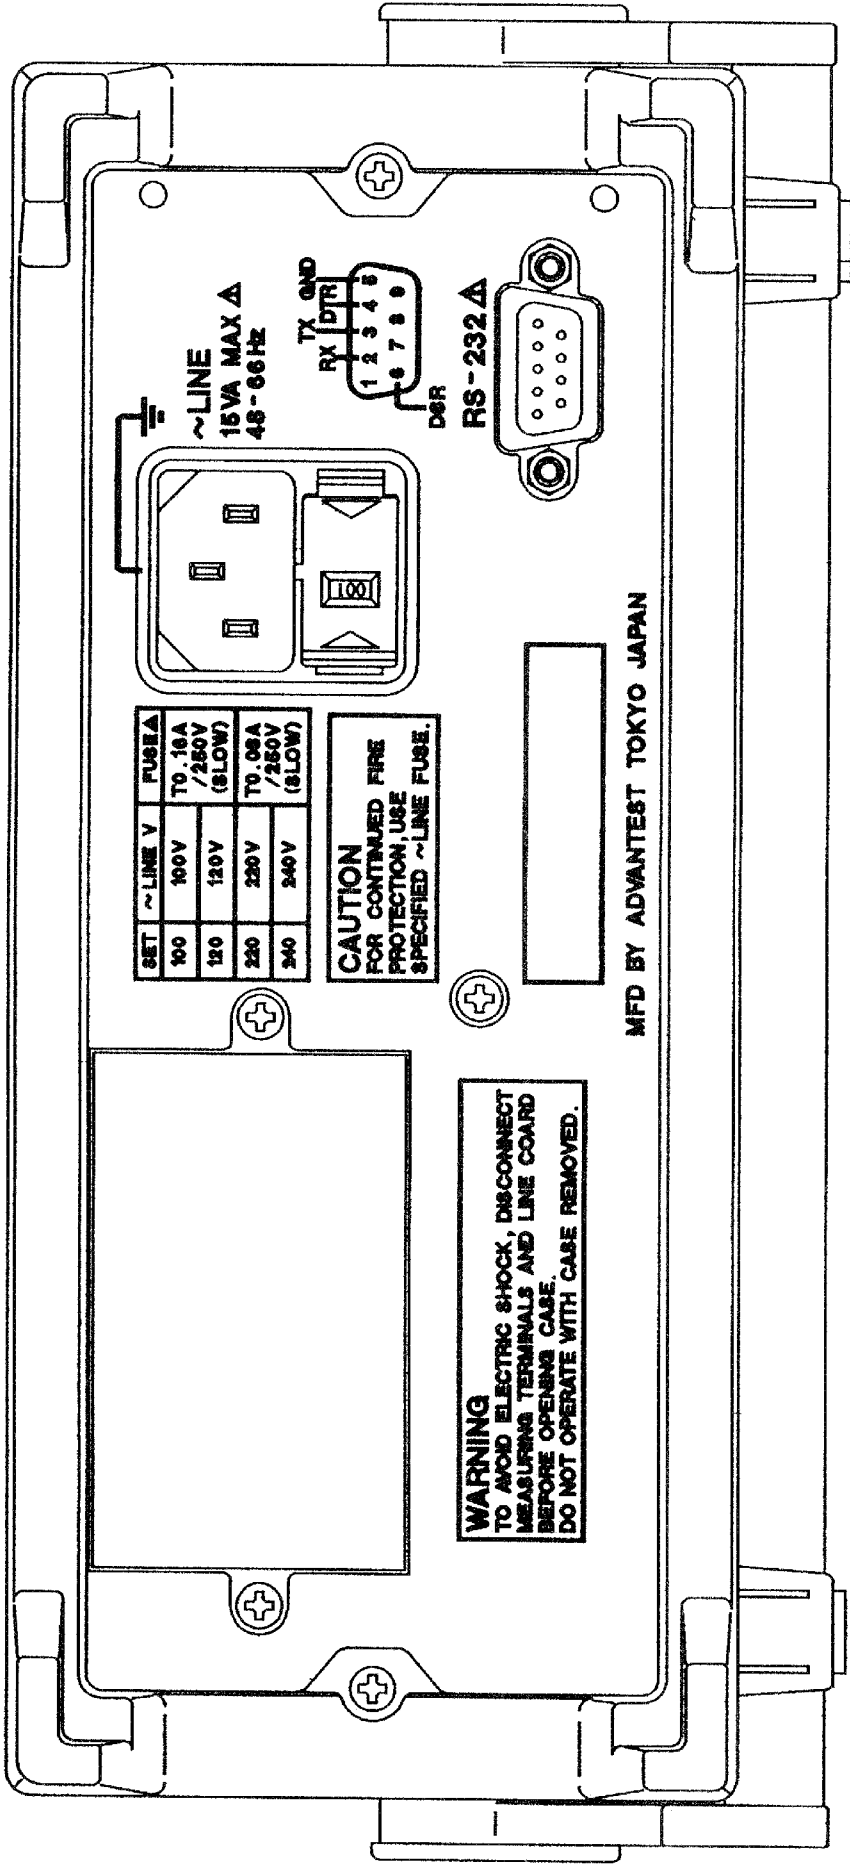 SET ~LINE V FUSE⚠
100 100V T0.16A
120 120V /250V
(SLOW)
220 220V T0.08A
240 240V /250V
(SLOW)
CAUTION
FOR CONTINUED FIRE
PROTECTION,USE
SPECIFIED ~LINE FUSE.
100
~LINE
15VA MAX ⚠
48-66Hz
RX TX DTR GND
1 2 3 4 5
6 7 8 9
DSR
RS-232⚠
WARNING
TO AVOID ELECTRIC SHOCK, DISCONNECT
MEASURING TERMINALS AND LINE COARD
BEFORE OPENING CASE.
DO NOT OPERATE WITH CASE REMOVED.
MFD BY ADVANTEST TOKYO JAPAN